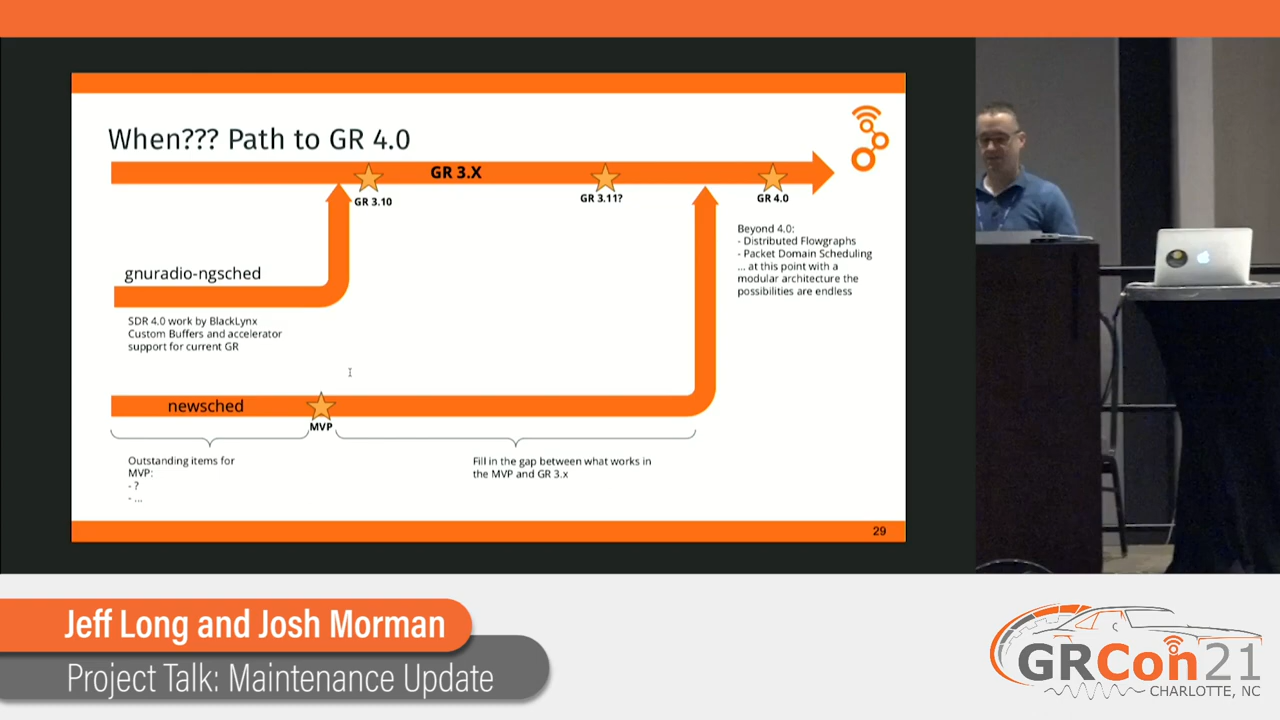 When??? Path to GR 4.0
GR 3.X
GR 3.10
GR 3.11?
GR 4.0
gnuradio-ngsched
SDR 4.0 work by BlackLynx
Custom Buffers and accelerator
support for current GR
Beyond 4.0:
- Distributed Flowgraphs
- Packet Domain Scheduling
... at this point with a
modular architecture the
possibilities are endless
newsched
MVP
Outstanding items for
MVP:
- ?
- ...
Fill in the gap between what works in
the MVP and GR 3.x
29
Jeff Long and Josh Morman
Project Talk: Maintenance Update
GRCon21
CHARLOTTE, NC